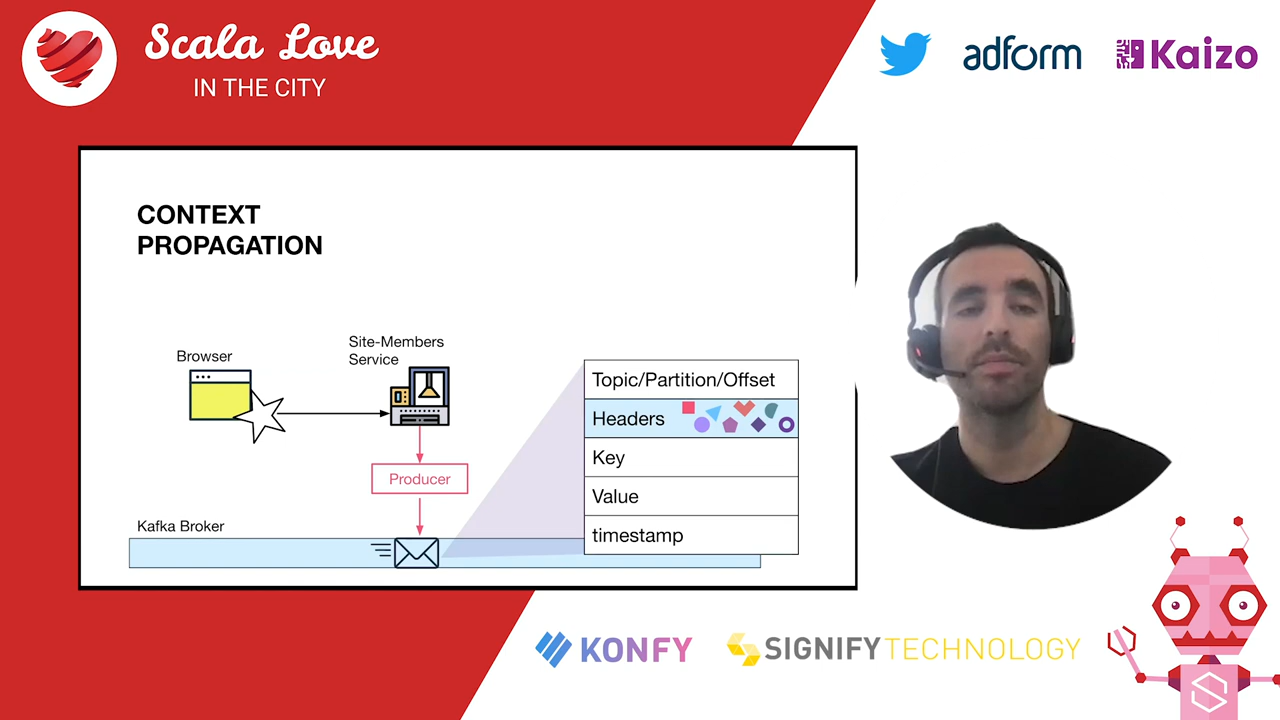 Scala Love
IN THE CITY
adform
Kaizo
CONTEXT
PROPAGATION
Browser
Site-Members
Service
Producer
Kafka Broker
Topic/Partition/Offset
Headers
Key
Value
timestamp
KONFY
SIGNIFY TECHNOLOGY